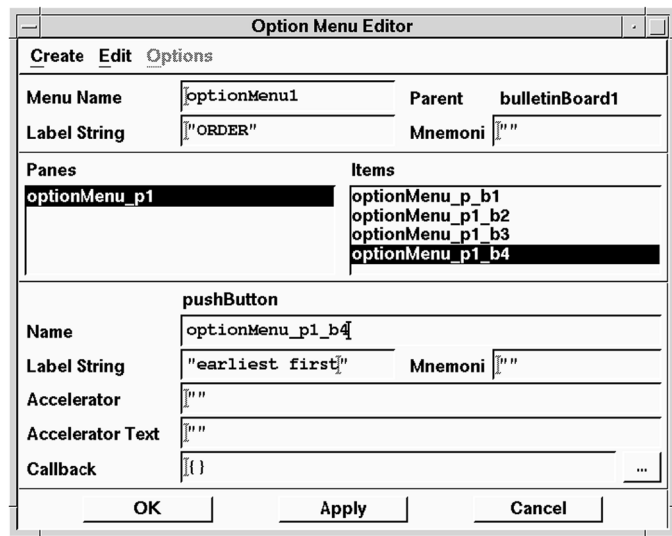 Option Menu Editor
Create Edit Options
Menu Name optionMenu1 Parent bulletinBoard1
Label String "ORDER" Mnemoni ""
Panes Items
optionMenu_p1 optionMenu_p_b1
optionMenu_p1_b2
optionMenu_p1_b3
optionMenu_p1_b4
pushButton
Name optionMenu_p1_b4
Label String "earliest first" Mnemoni ""
Accelerator ""
Accelerator Text ""
Callback {} ...
OK Apply Cancel